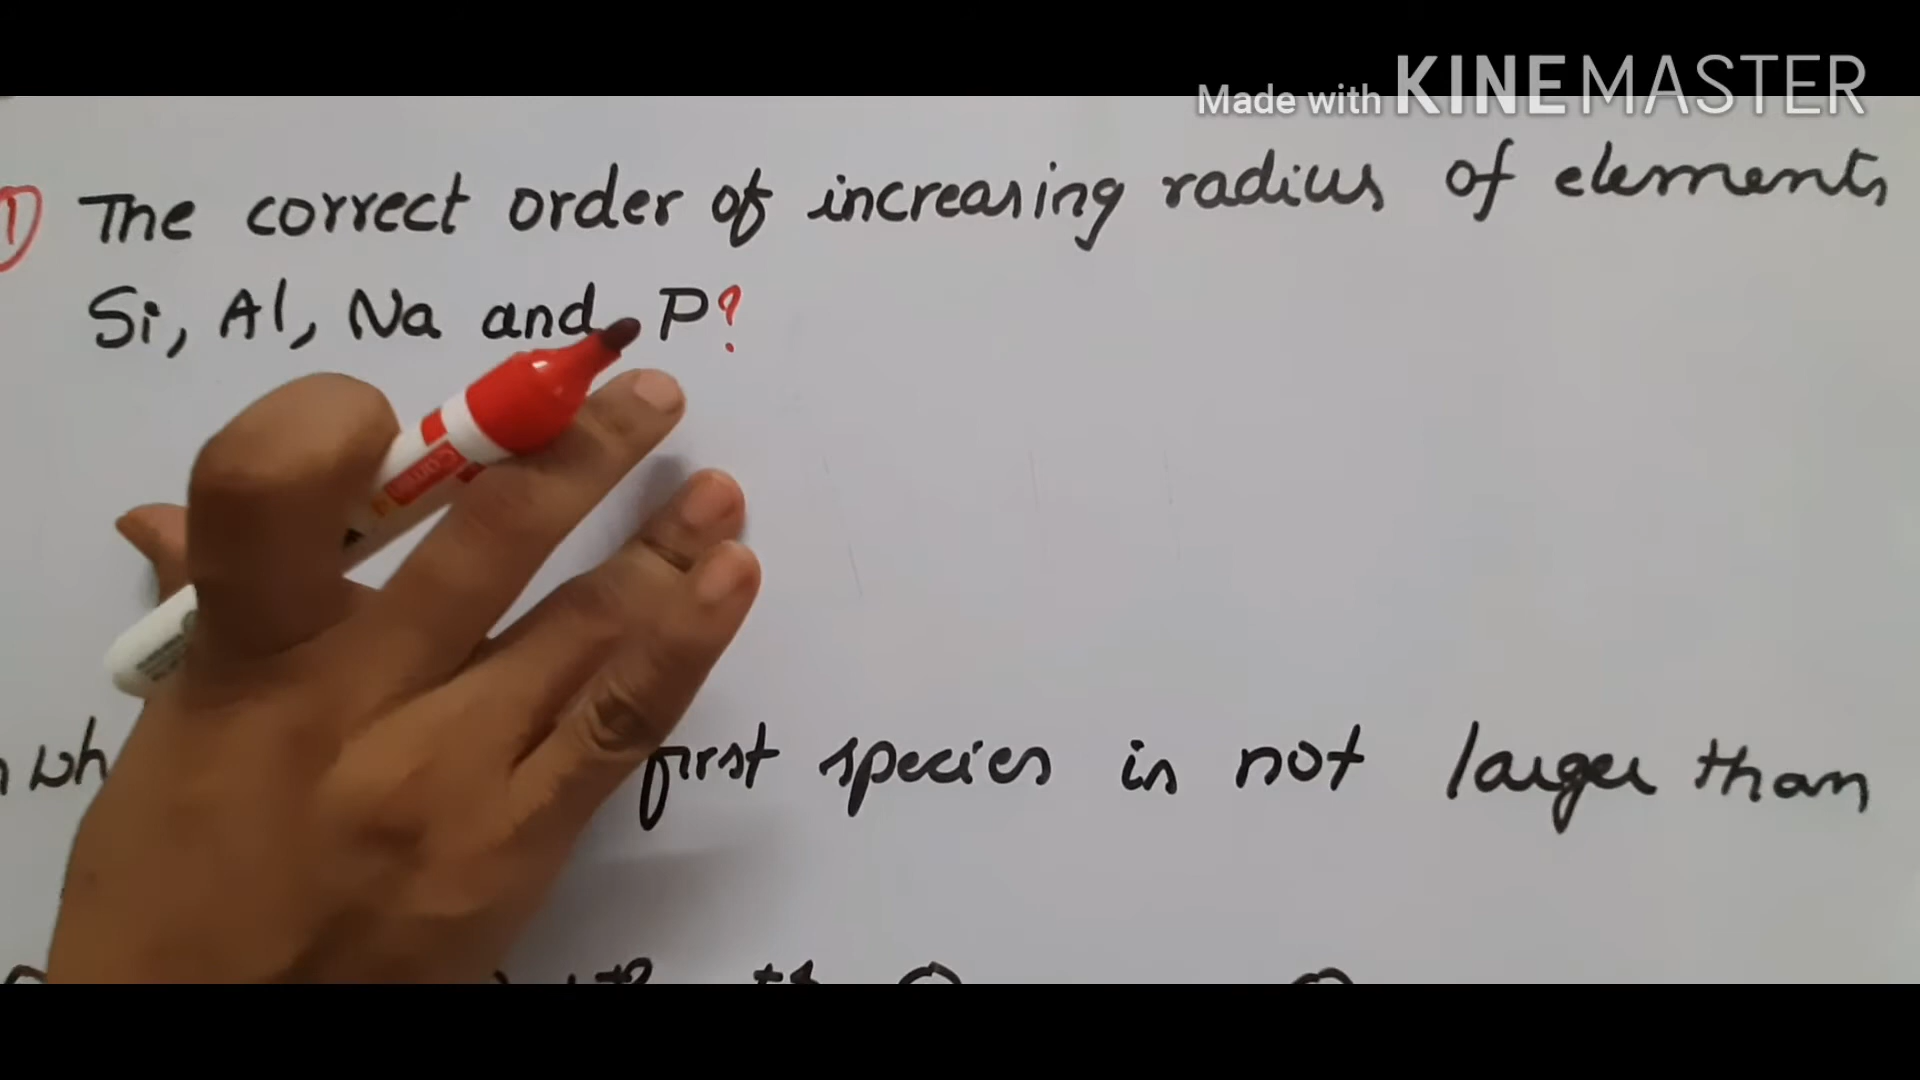 Made with KINEMASTER
1) The correct order of increasing radius of elements
Si, Al, Na and P?
first species is not larger than